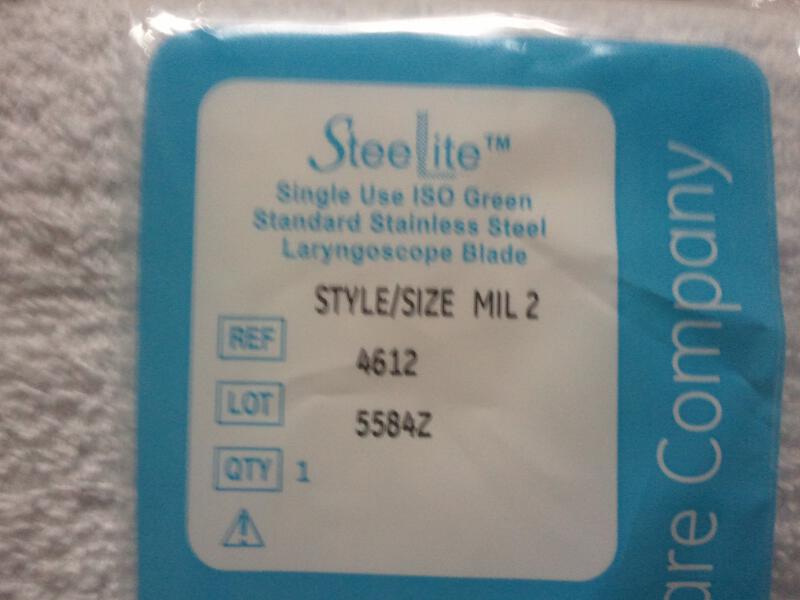 SteeLite™
Single Use ISO Green
Standard Stainless Steel
Laryngoscope Blade
STYLE/SIZE MIL 2
REF 4612
LOT 5584Z
QTY 1
are Company